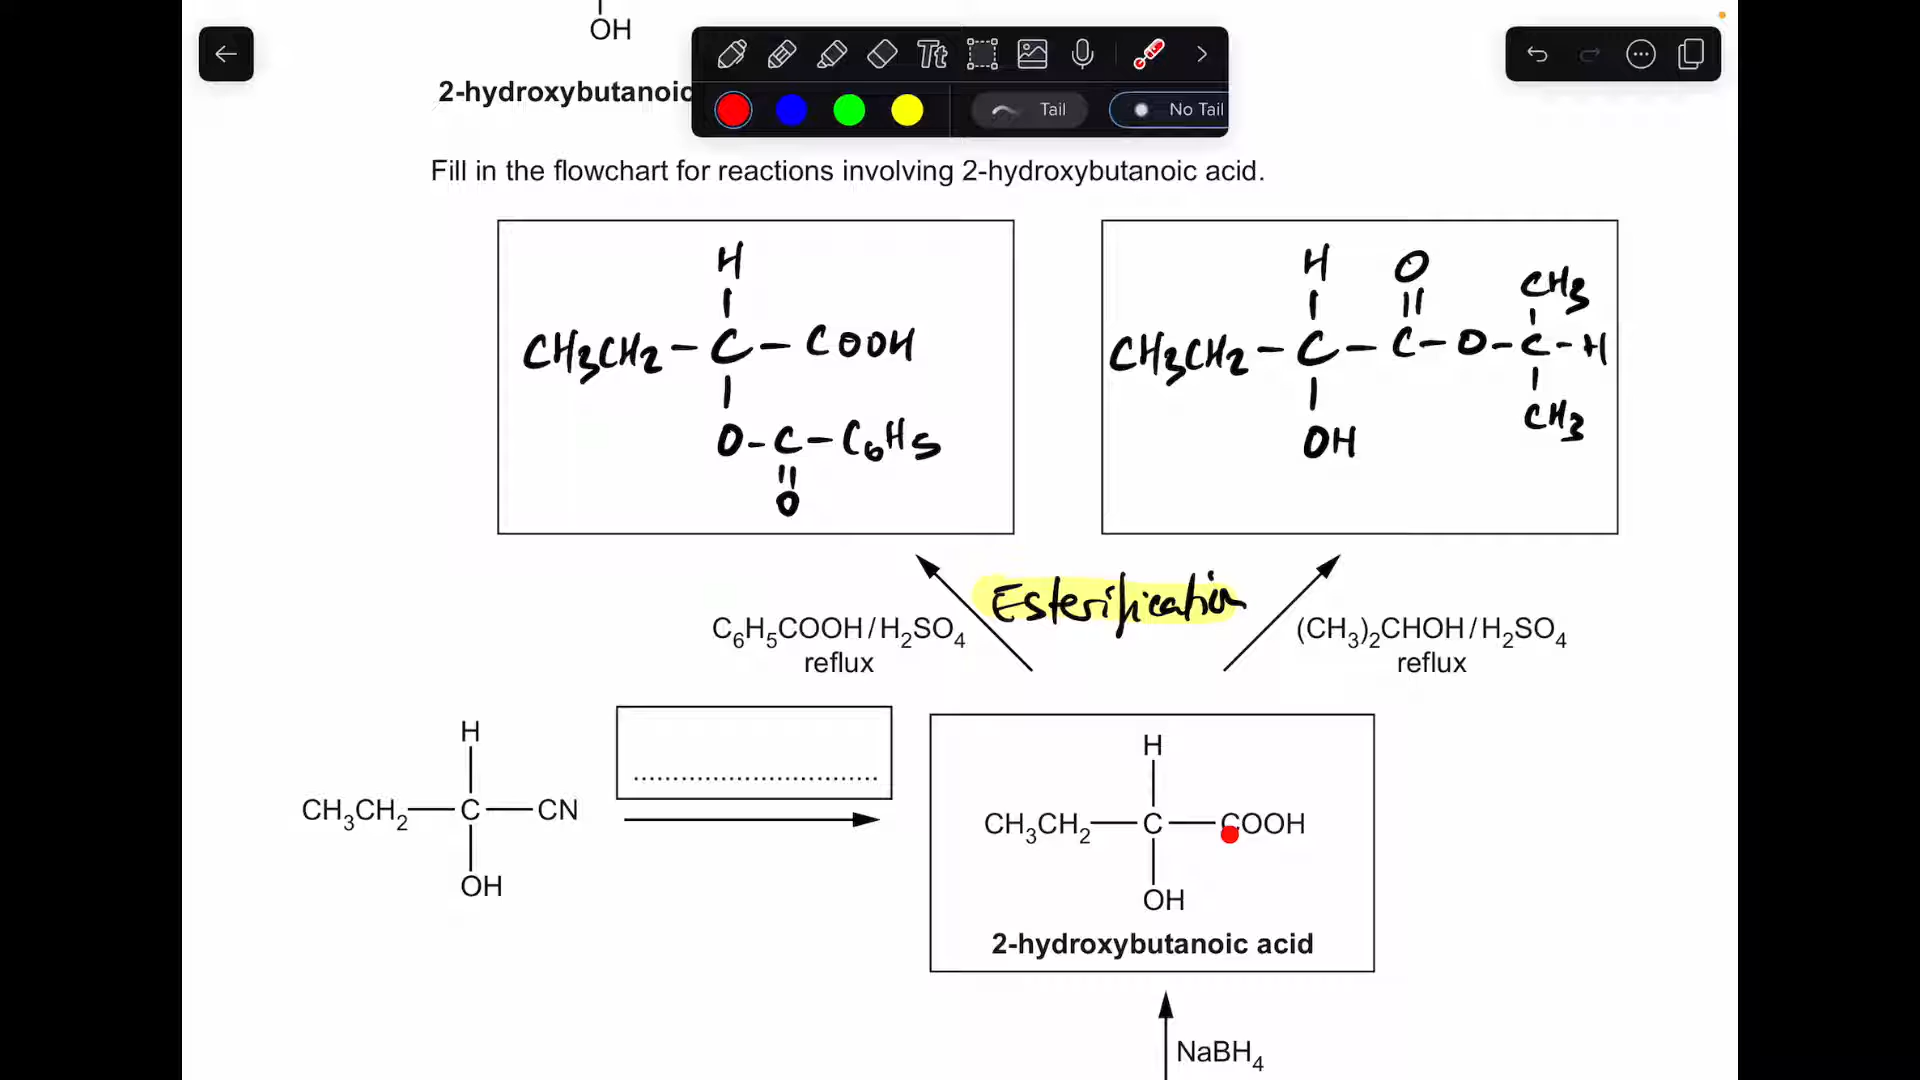 OH
Tt
Tail
No Tail
2-hydroxybutanoic
Fill in the flowchart for reactions involving 2-hydroxybutanoic acid.
H
CH3CH2 - C - COOH
O - C - C6H5
O
H O CH3
CH3CH2 - C - C - O - C - H
OH CH3
Esterification
C₆H₅COOH/H₂SO₄
reflux
(CH₃)₂CHOH/H₂SO₄
reflux
H
CH₃CH₂—C—CN
OH
H
CH₃CH₂—C—COOH
OH
2-hydroxybutanoic acid
NaBH₄